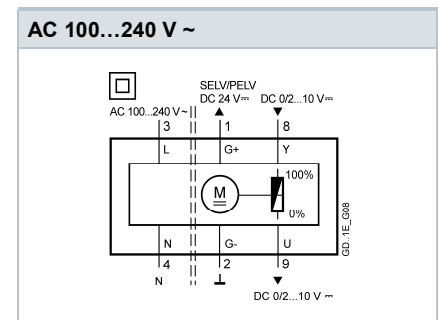 AC 100...240 V ~
SELV/PELV
DC 24 V⎓ DC 0/2...10 V⎓
AC 100...240 V~
3 1 8
L G+ Y
100%
M
0%
N G- U
4 2 9
N
DC 0/2...10 V ⎓
GD..1E_G08